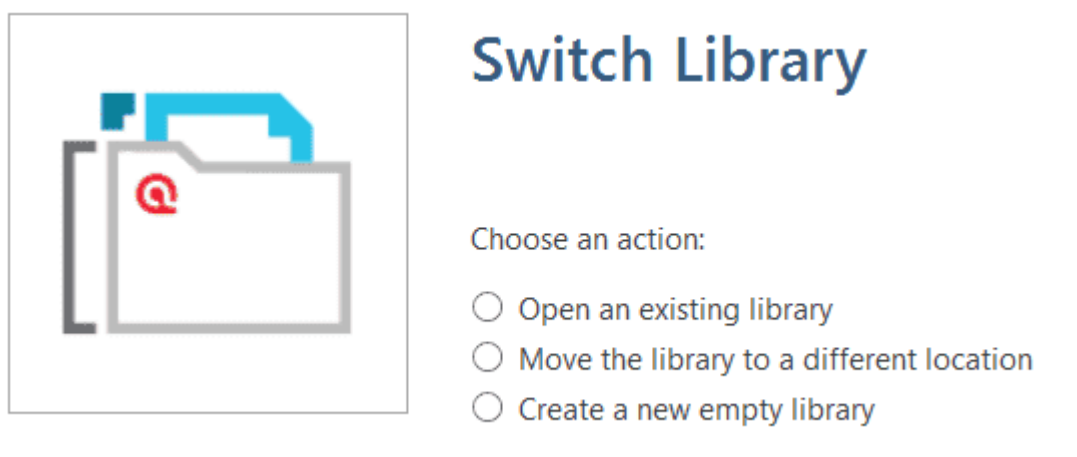 Switch Library
Choose an action:
Open an existing library
Move the library to a different location
Create a new empty library